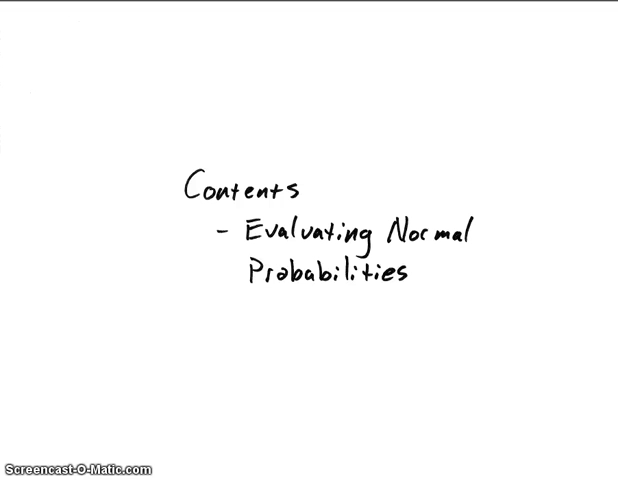 Contents
- Evaluating Normal
Probabilities
Screencast-O-Matic.com